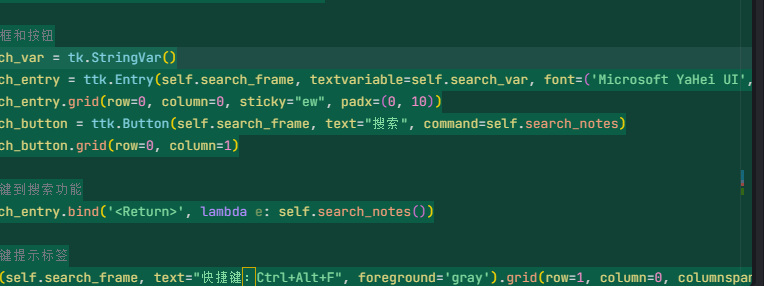 框和按钮
ch_var = tk.StringVar()
ch_entry = ttk.Entry(self.search_frame, textvariable=self.search_var, font=('Microsoft YaHei UI',
ch_entry.grid(row=0, column=0, sticky="ew", padx=(0, 10))
ch_button = ttk.Button(self.search_frame, text="搜索", command=self.search_notes)
ch_button.grid(row=0, column=1)
键到搜索功能
ch_entry.bind('<Return>', lambda e: self.search_notes())
键提示标签
(self.search_frame, text="快捷键：Ctrl+Alt+F", foreground='gray').grid(row=1, column=0, columnspan